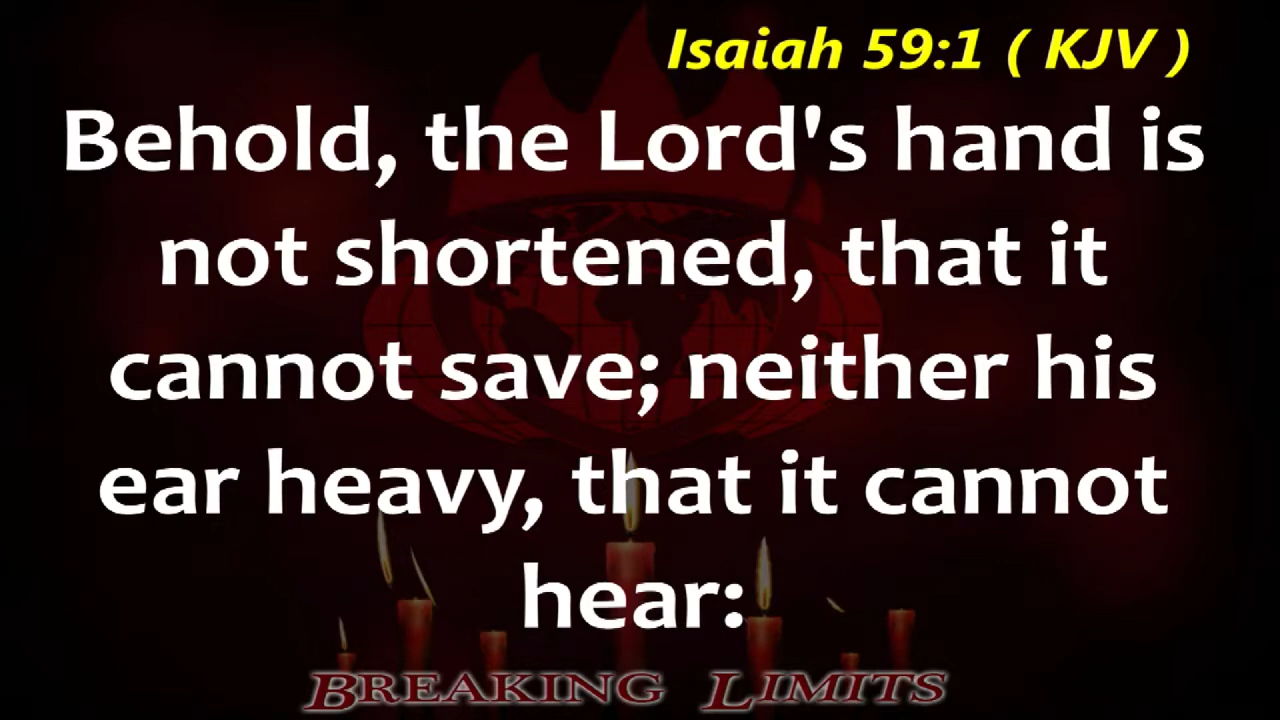 Isaiah 59:1 ( KJV )
Behold, the Lord's hand is
not shortened, that it
cannot save; neither his
ear heavy, that it cannot
hear:
BREAKING LIMITS